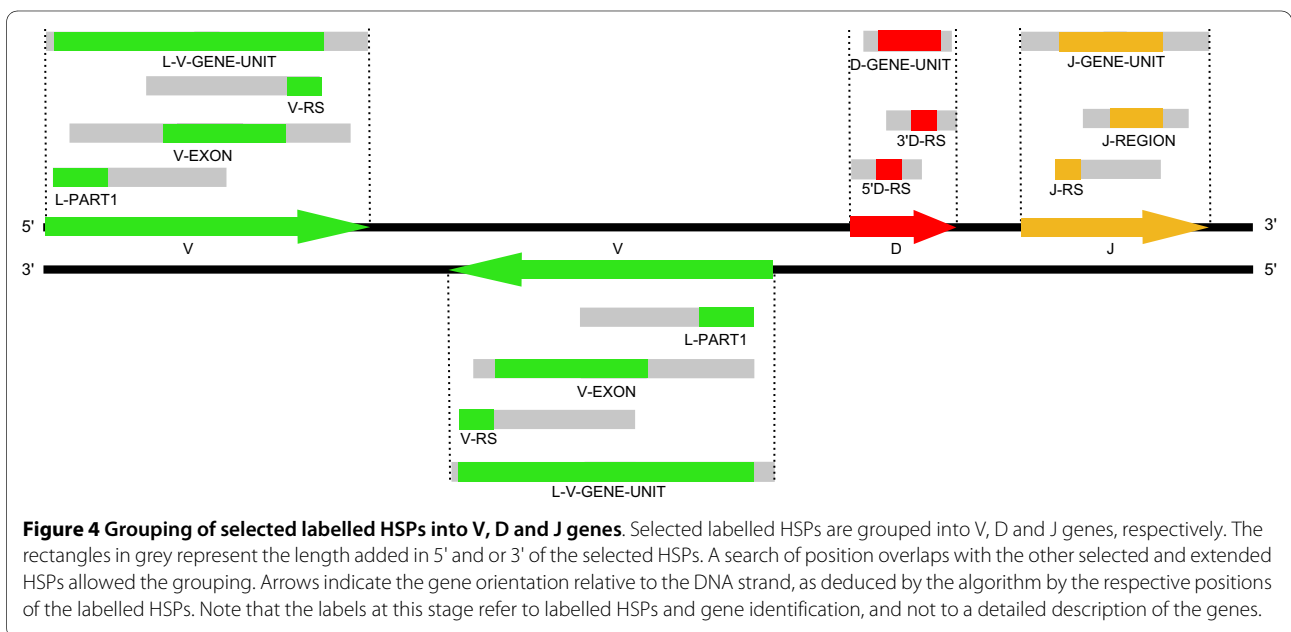 L-V-GENE-UNIT
D-GENE-UNIT
J-GENE-UNIT
V-RS
3'D-RS
J-REGION
V-EXON
L-PART1
5'D-RS
J-RS
5'
3'
V
V
D
J
3'
5'
L-PART1
V-EXON
V-RS
L-V-GENE-UNIT
Figure 4 Grouping of selected labelled HSPs into V, D and J genes. Selected labelled HSPs are grouped into V, D and J genes, respectively. The
rectangles in grey represent the length added in 5' and or 3' of the selected HSPs. A search of position overlaps with the other selected and extended
HSPs allowed the grouping. Arrows indicate the gene orientation relative to the DNA strand, as deduced by the algorithm by the respective positions
of the labelled HSPs. Note that the labels at this stage refer to labelled HSPs and gene identification, and not to a detailed description of the genes.